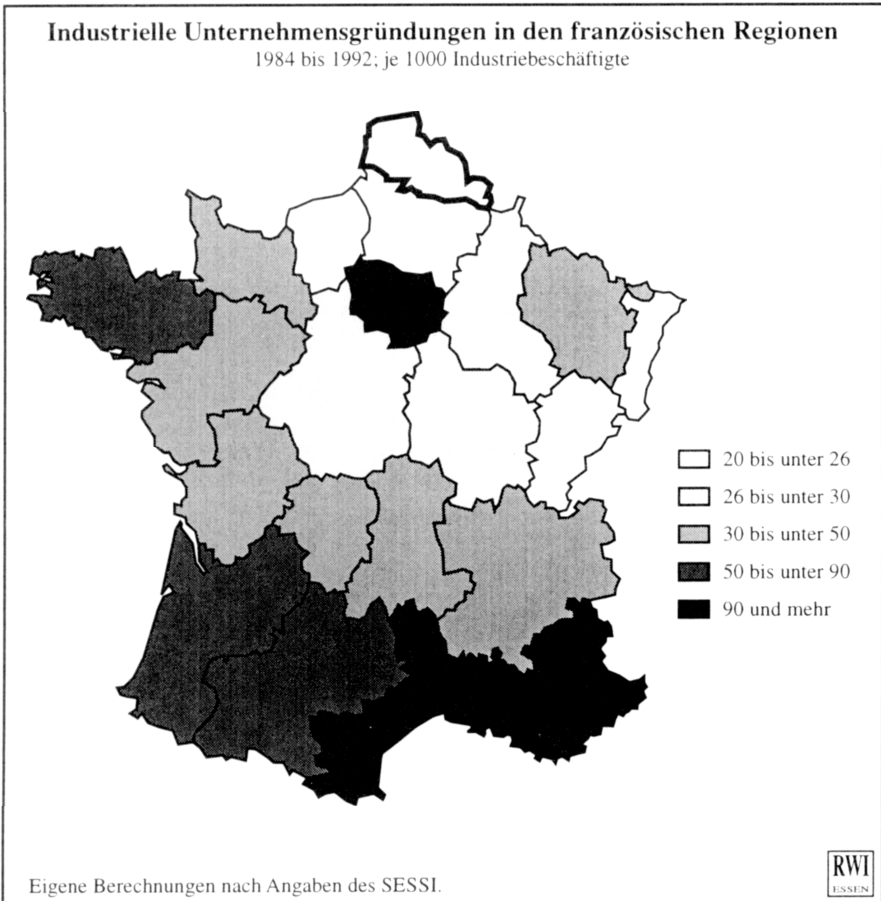 Industrielle Unternehmensgründungen in den französischen Regionen
1984 bis 1992; je 1000 Industriebeschäftigte
20 bis unter 26
26 bis unter 30
30 bis unter 50
50 bis unter 90
90 und mehr
Eigene Berechnungen nach Angaben des SESSI.
RWI
ESSEN